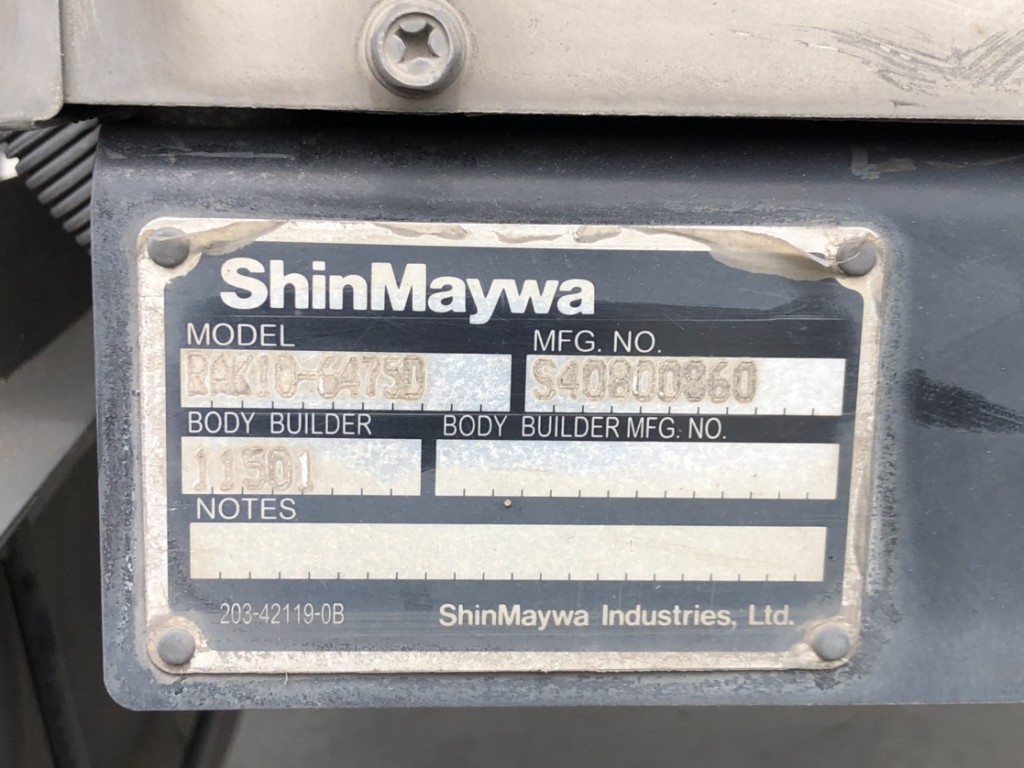 ShinMaywa
MODEL MFG. NO.
RAK10-6475D S40800860
BODY BUILDER BODY BUILDER MFG. NO.
11501
NOTES
203-42119-0B ShinMaywa Industries, Ltd.